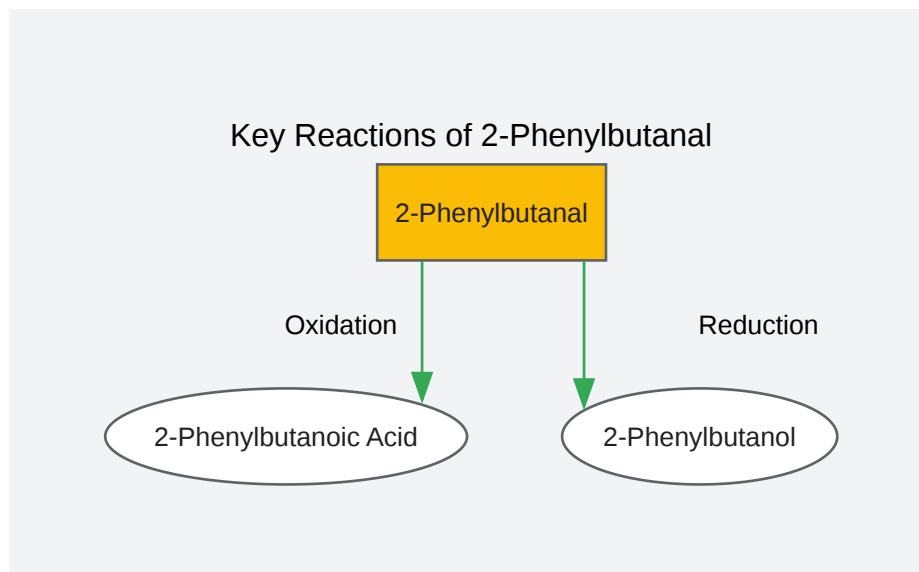 Key Reactions of 2-Phenylbutanal
2-Phenylbutanal
Oxidation
Reduction
2-Phenylbutanoic Acid
2-Phenylbutanol